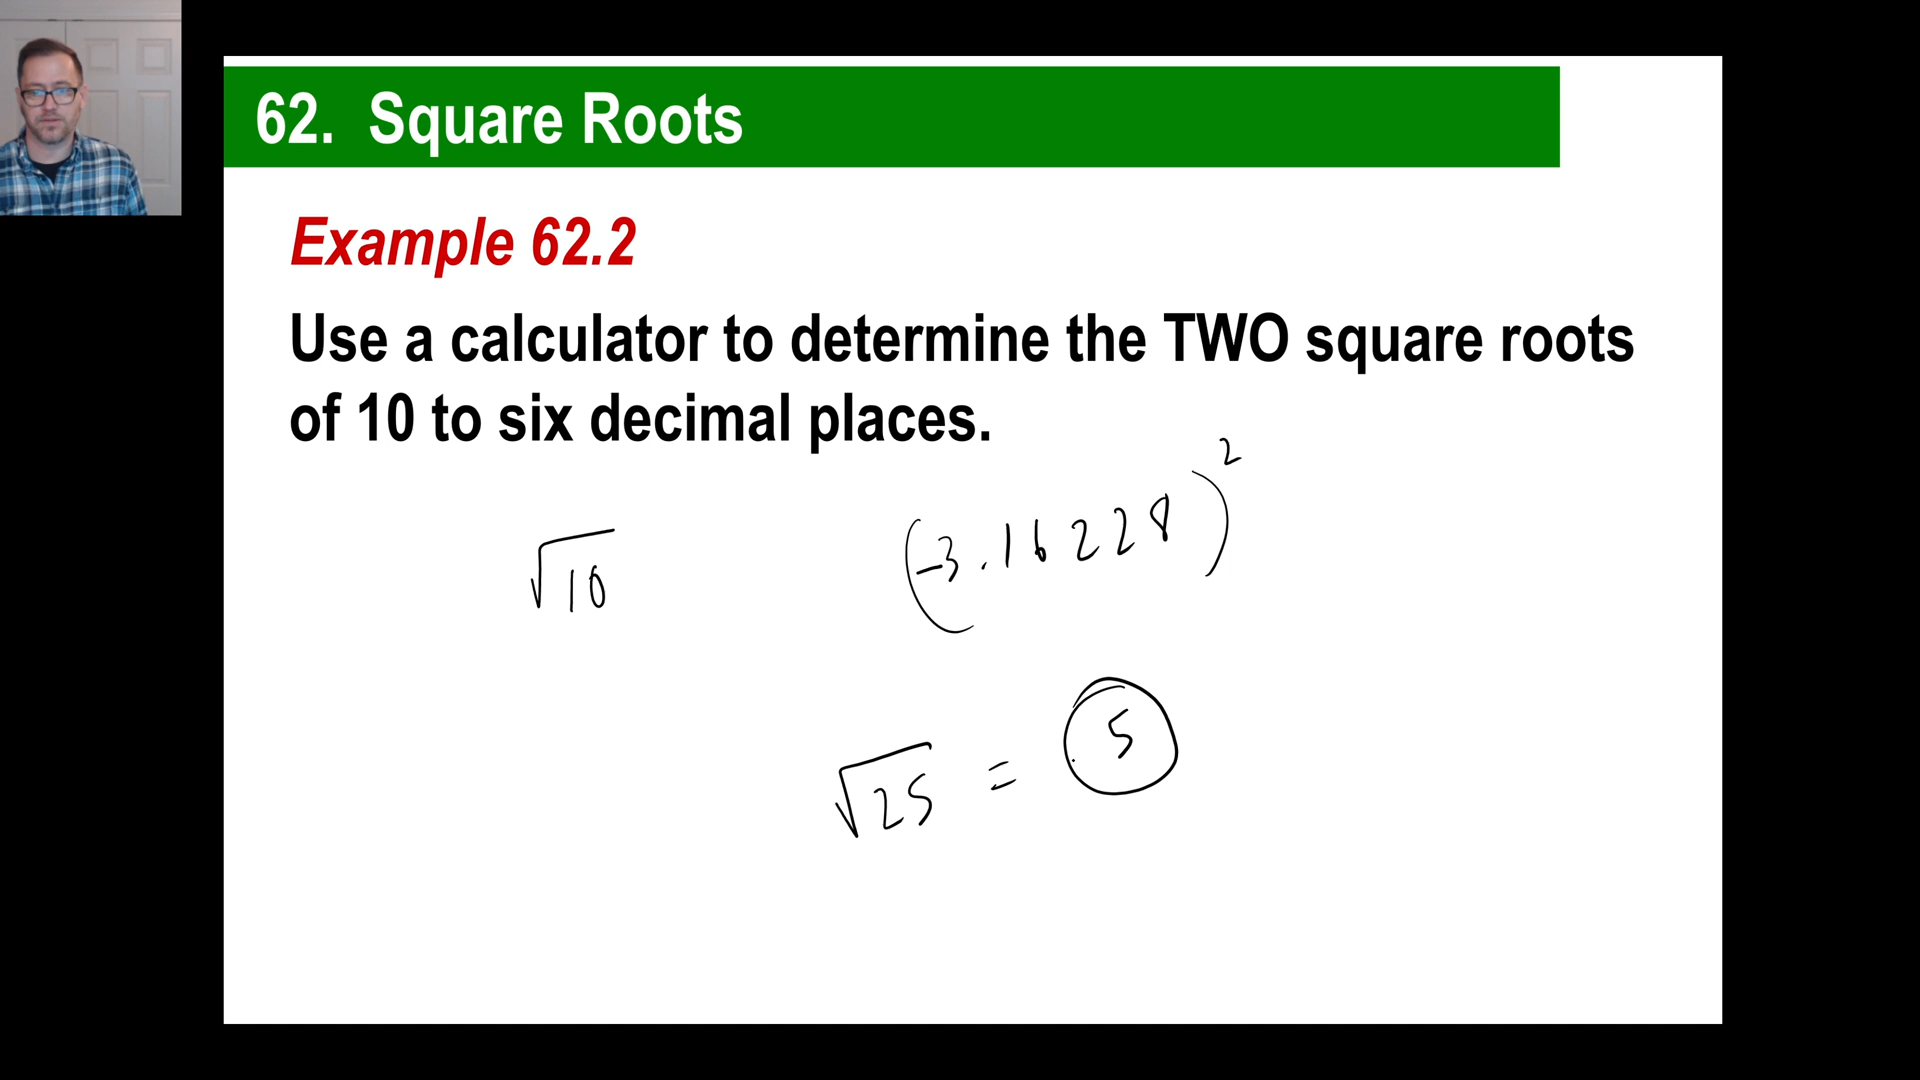 62. Square Roots
Example 62.2
Use a calculator to determine the TWO square roots
of 10 to six decimal places.
√10
(-3.16228)²
√25 = 5